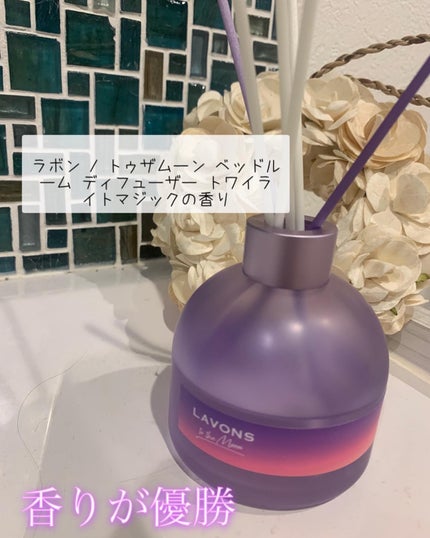 ラボン / トゥザムーン ベッドル
ーム ディフューザー トワイラ
イトマジックの香り
LAVONS
to the Moon
香りが優勝